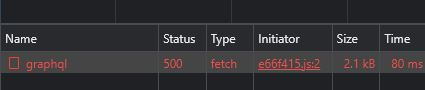 Name Status Type Initiator Size Time
graphql 500 fetch e66f415.js:2 2.1 kB 80 ms